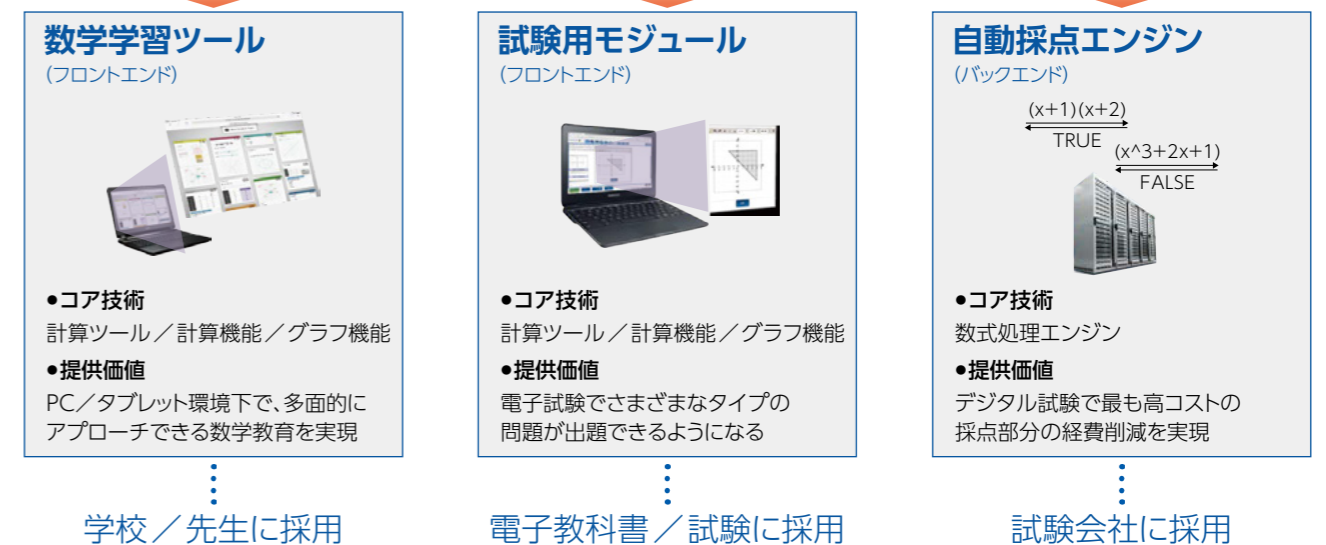 数学学習ツール
(フロントエンド)
●コア技術
計算ツール／計算機能／グラフ機能
●提供価値
PC／タブレット環境下で、多面的に
アプローチできる数学教育を実現
学校／先生に採用
試験用モジュール
(フロントエンド)
●コア技術
計算ツール／計算機能／グラフ機能
●提供価値
電子試験でさまざまなタイプの
問題が出題できるようになる
電子教科書／試験に採用
自動採点エンジン
(バックエンド)
(x+1)(x+2)
TRUE
(x^3+2x+1)
FALSE
●コア技術
数式処理エンジン
●提供価値
デジタル試験で最も高コストの
採点部分の経費削減を実現
試験会社に採用